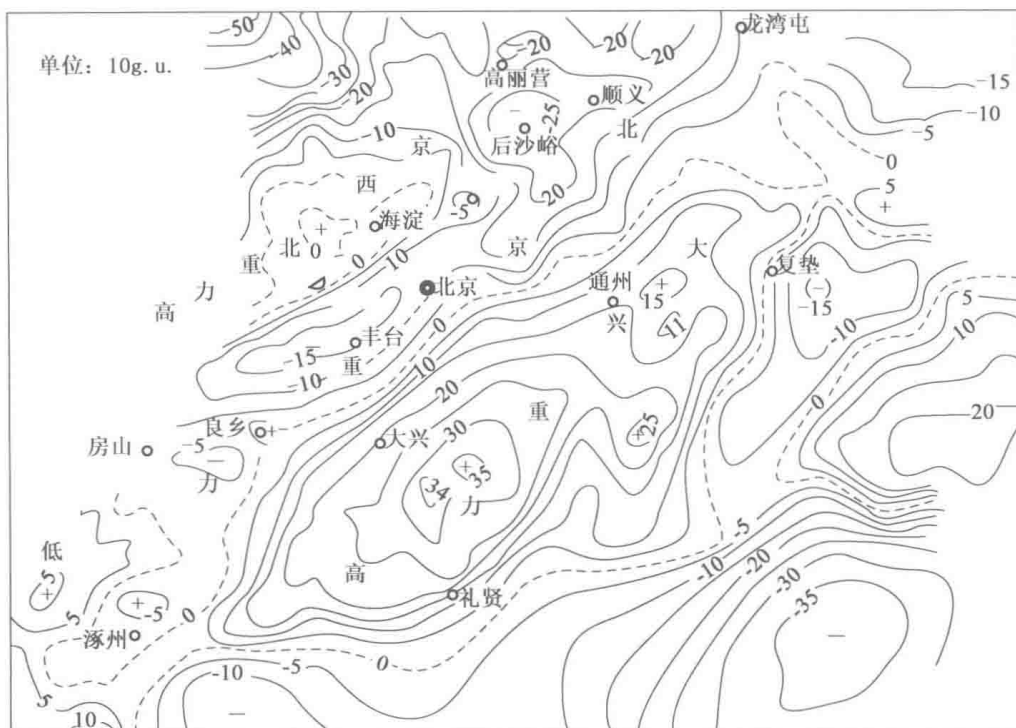 -50
-40
-30
-20
单位：10g.u.
-20
-20
龙湾屯
高丽营
顺义
-15
-10
-5
-25
后沙峪
北
-10
京
0
西
海淀
-5
20
5
+
+
北
0
0
10
京
大
重
力
高
北京
通州
+
15
兴
11
复垫
-15
-10
5
10
丰台
-15
-10
重
0
10
20
0
20
良乡
+
房山
-5
力
大兴
30
重
+
35
34
力
+
25
低
5
+
+
-5
涿州
5
0
高
礼贤
-5
-10
-20
-30
-35
0
-10
-5
5
10